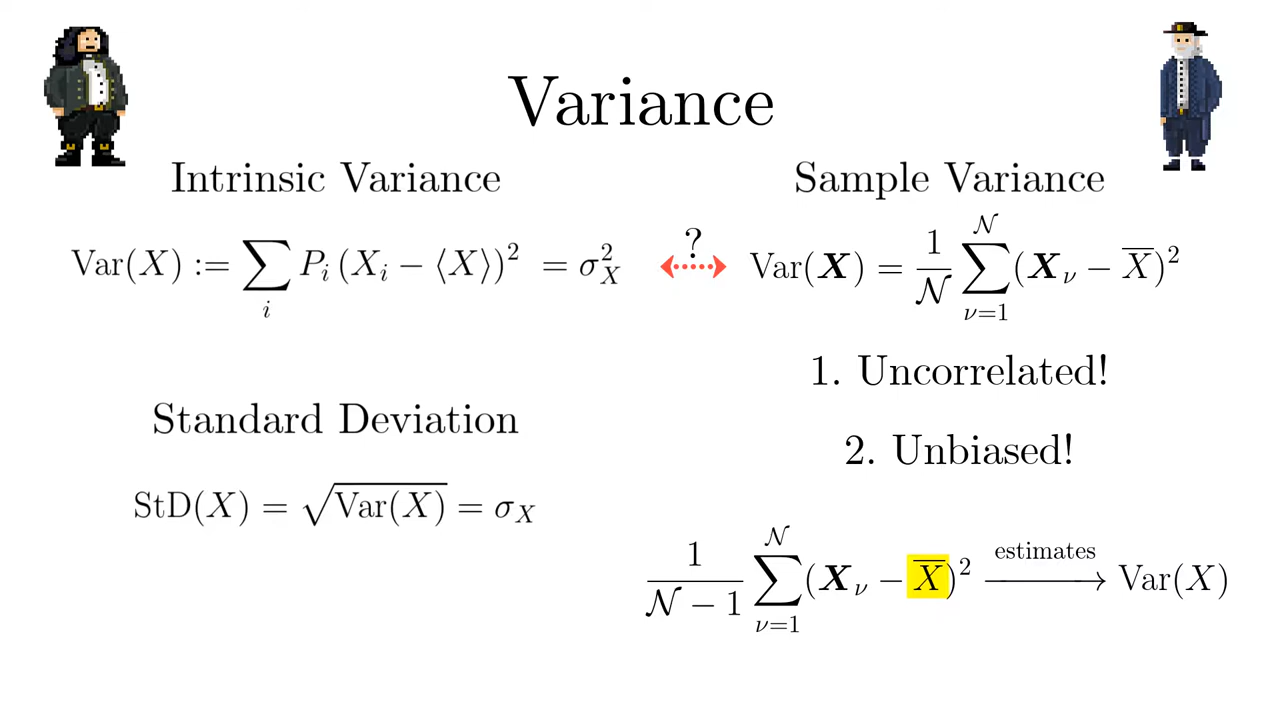 Variance
Intrinsic Variance
Var(X) := ∑_i P_i (X_i − ⟨X⟩)² = σ_X²
?
Sample Variance
Var(𝑿) = 1/𝒩 ∑_{ν=1}^{𝒩} (𝑿_ν − X̅)²
1. Uncorrelated!
2. Unbiased!
Standard Deviation
StD(X) = √Var(X) = σ_X
1/(𝒩 − 1) ∑_{ν=1}^{𝒩} (𝑿_ν − X̅)² estimates⟶ Var(X)